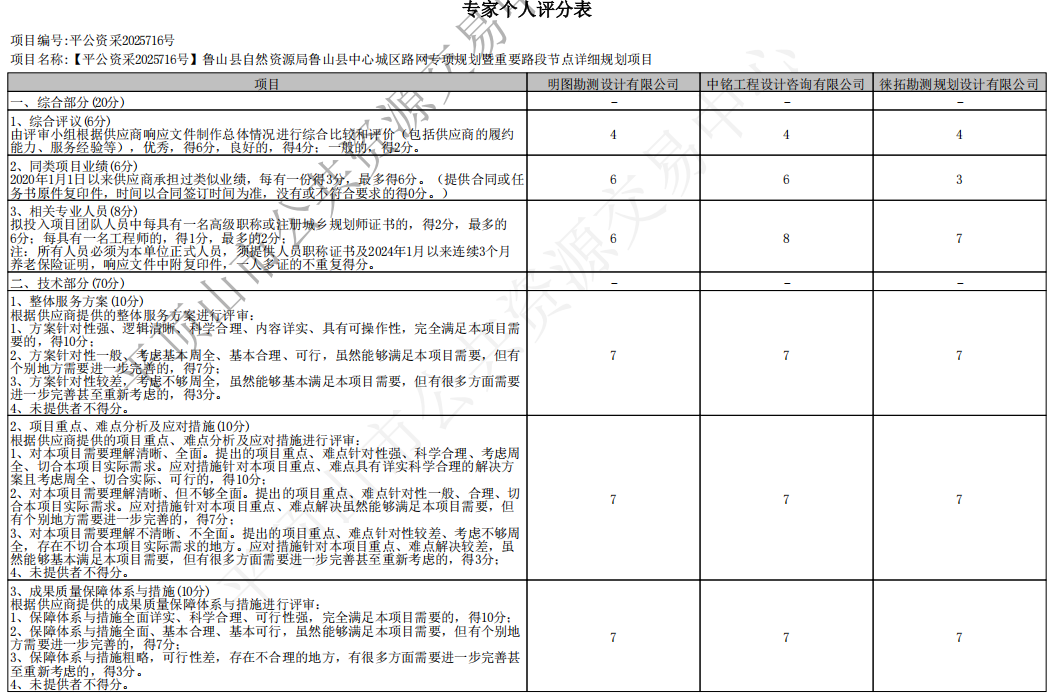 专家个人评分表
项目编号:平公资采2025716号
项目名称:【平公资采2025716号】鲁山县自然资源局鲁山县中心城区路网专项规划暨重要路段节点详细规划项目
项目 明图勘测设计有限公司 中铭工程设计咨询有限公司 徕拓勘测规划设计有限公司
一、综合部分(20分) - - -
1、综合评议(6分)
由评审小组根据供应商响应文件制作总体情况进行综合比较和评价（包括供应商的履约
能力、服务经验等），优秀，得6分，良好的，得4分；一般的，得2分。
4 4 4
2、同类项目业绩(6分)
2020年1月1日以来供应商承担过类似业绩，每有一份得3分，最多得6分。（提供合同或任
务书原件复印件，时间以合同签订时间为准，没有或不符合要求的得0分。）
6 6 3
3、相关专业人员(8分)
拟投入项目团队人员中每具有一名高级职称或注册城乡规划师证书的，得2分，最多的
6分；每具有一名工程师的，得1分，最多的2分；
注：所有人员必须为本单位正式人员，须提供人员职称证书及2024年1月以来连续3个月
养老保险证明，响应文件中附复印件，一人多证的不重复得分。
6 8 7
二、技术部分(70分) - - -
1、整体服务方案(10分)
根据供应商提供的整体服务方案进行评审:
1、方案针对性强、逻辑清晰、科学合理、内容详实、具有可操作性，完全满足本项目需
要的，得10分；
2、方案针对性一般、考虑基本周全、基本合理、可行，虽然能够满足本项目需要，但有
个别地方需要进一步完善的，得7分；
3、方案针对性较差，考虑不够周全，虽然能够基本满足本项目需要，但有很多方面需要
进一步完善甚至重新考虑的，得3分。
4、未提供者不得分。
7 7 7
2、项目重点、难点分析及应对措施(10分)
根据供应商提供的项目重点、难点分析及应对措施进行评审:
1、对本项目需要理解清晰、全面。提出的项目重点、难点针对性强、科学合理、考虑周
全、切合本项目实际需求。应对措施针对本项目重点、难点具有详实科学合理的解决方
案且考虑周全、切合实际、可行的，得10分；
2、对本项目需要理解清晰、但不够全面。提出的项目重点、难点针对性一般、合理、切
合本项目实际需求。应对措施针对本项目重点、难点解决虽然能够满足本项目需要，但
有个别地方需要进一步完善的，得7分；
3、对本项目需要理解不清晰、不全面。提出的项目重点、难点针对性较差、考虑不够周
全，存在不切合本项目实际需求的地方。应对措施针对本项目重点、难点解决较差，虽
然能够基本满足本项目需要，但有很多方面需要进一步完善甚至重新考虑的，得3分；
4、未提供者不得分。
7 7 7
3、成果质量保障体系与措施(10分)
根据供应商提供的成果质量保障体系与措施进行评审:
1、保障体系与措施全面详实、科学合理、可行性强，完全满足本项目需要的，得10分；
2、保障体系与措施全面、基本合理、基本可行，虽然能够满足本项目需要，但有个别地
方需要进一步完善的，得7分；
3、保障体系与措施粗略，可行性差，存在不合理的地方，有很多方面需要进一步完善甚
至重新考虑的，得3分。
4、未提供者不得分。
7 7 7
平顶山市公共资源交易中
平顶山市公共资源交易中心